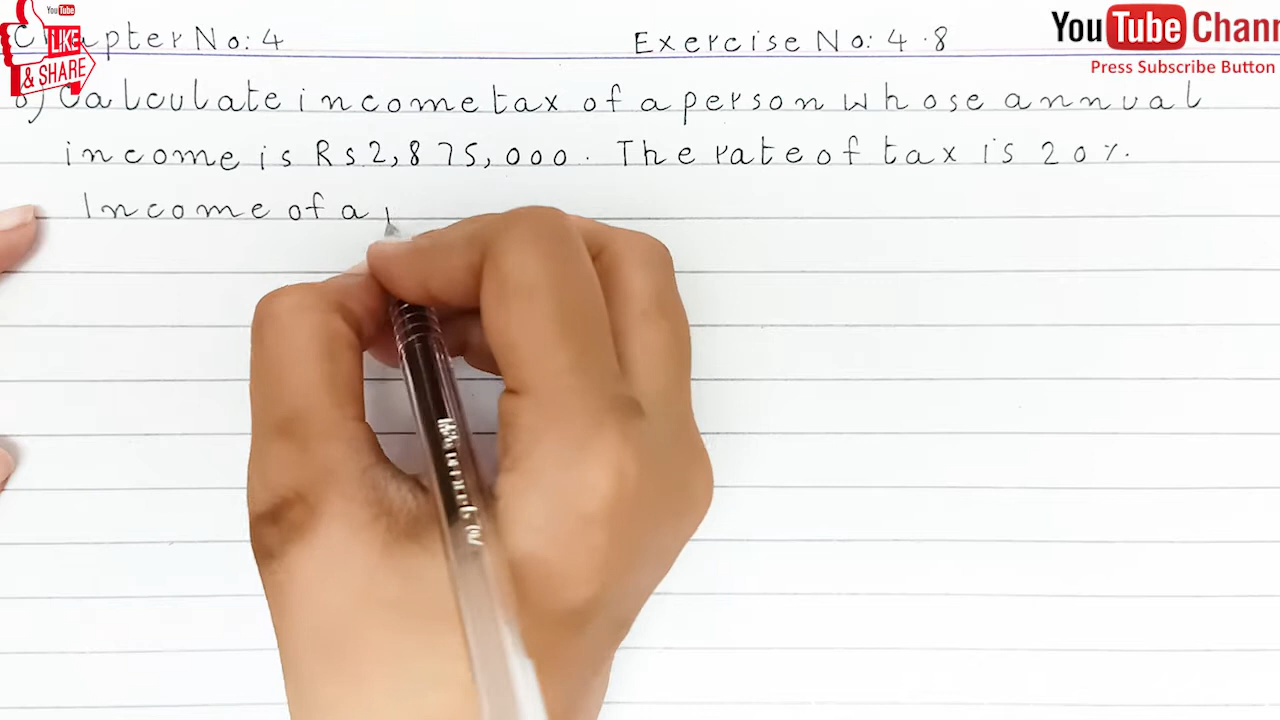 YouTube
LIKE
& SHARE
YouTube Chann
Press Subscribe Button
Chapter No: 4 Exercise No: 4.8
Calculate income tax of a person whose annual
income is Rs 2,875,000. The rate of tax is 20%.
Income of a